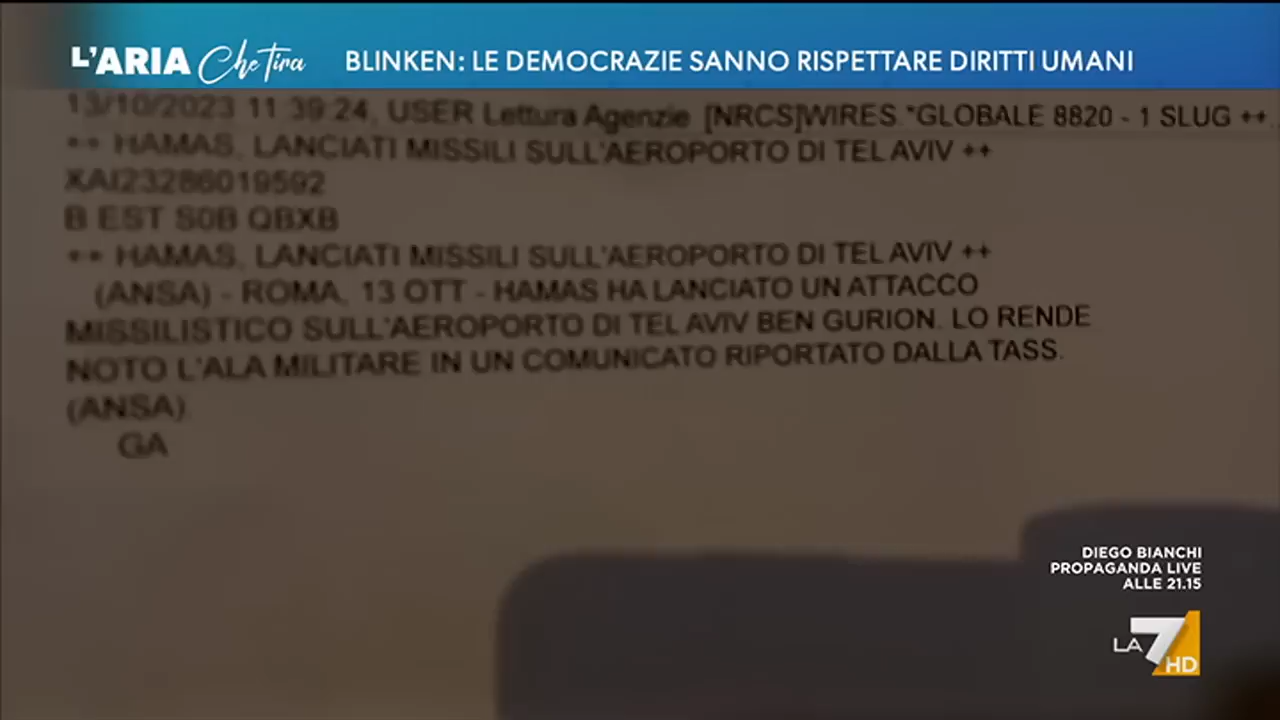 L'ARIA Che tira
BLINKEN: LE DEMOCRAZIE SANNO RISPETTARE DIRITTI UMANI
13/10/2023 11.39:24, USER Lettura Agenzie [NRCS]WIRES.*GLOBALE 8820 - 1 SLUG ++
++ HAMAS, LANCIATI MISSILI SULL'AEROPORTO DI TEL AVIV ++
XAI23286019592
B EST S0B QBXB
++ HAMAS, LANCIATI MISSILI SULL'AEROPORTO DI TEL AVIV ++
(ANSA) - ROMA, 13 OTT - HAMAS HA LANCIATO UN ATTACCO
MISSILISTICO SULL'AEROPORTO DI TEL AVIV BEN GURION. LO RENDE
NOTO L'ALA MILITARE IN UN COMUNICATO RIPORTATO DALLA TASS.
(ANSA).
GA
DIEGO BIANCHI
PROPAGANDA LIVE
ALLE 21.15
LA7 HD